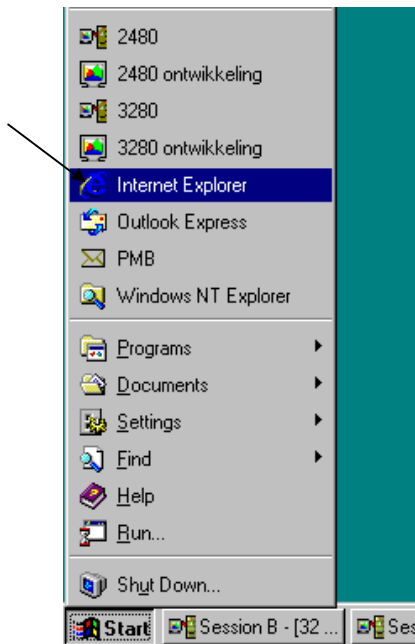 2480
2480 ontwikkeling
3280
3280 ontwikkeling
Internet Explorer
Outlook Express
PMB
Windows NT Explorer
Programs
Documents
Settings
Find
Help
Run...
Shut Down...
Start Session B - [32 ... Ses